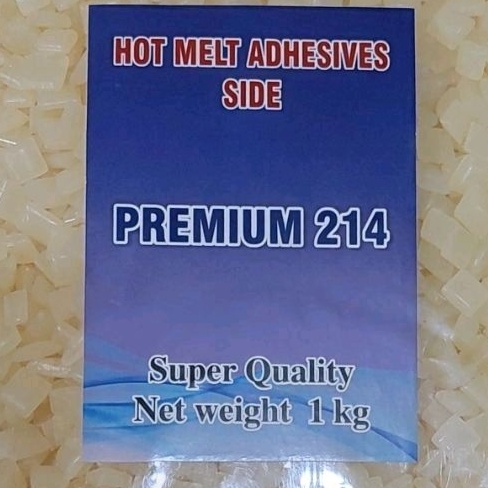 HOT MELT ADHESIVES
SIDE
PREMIUM 214
Super Quality
Net weight 1 kg